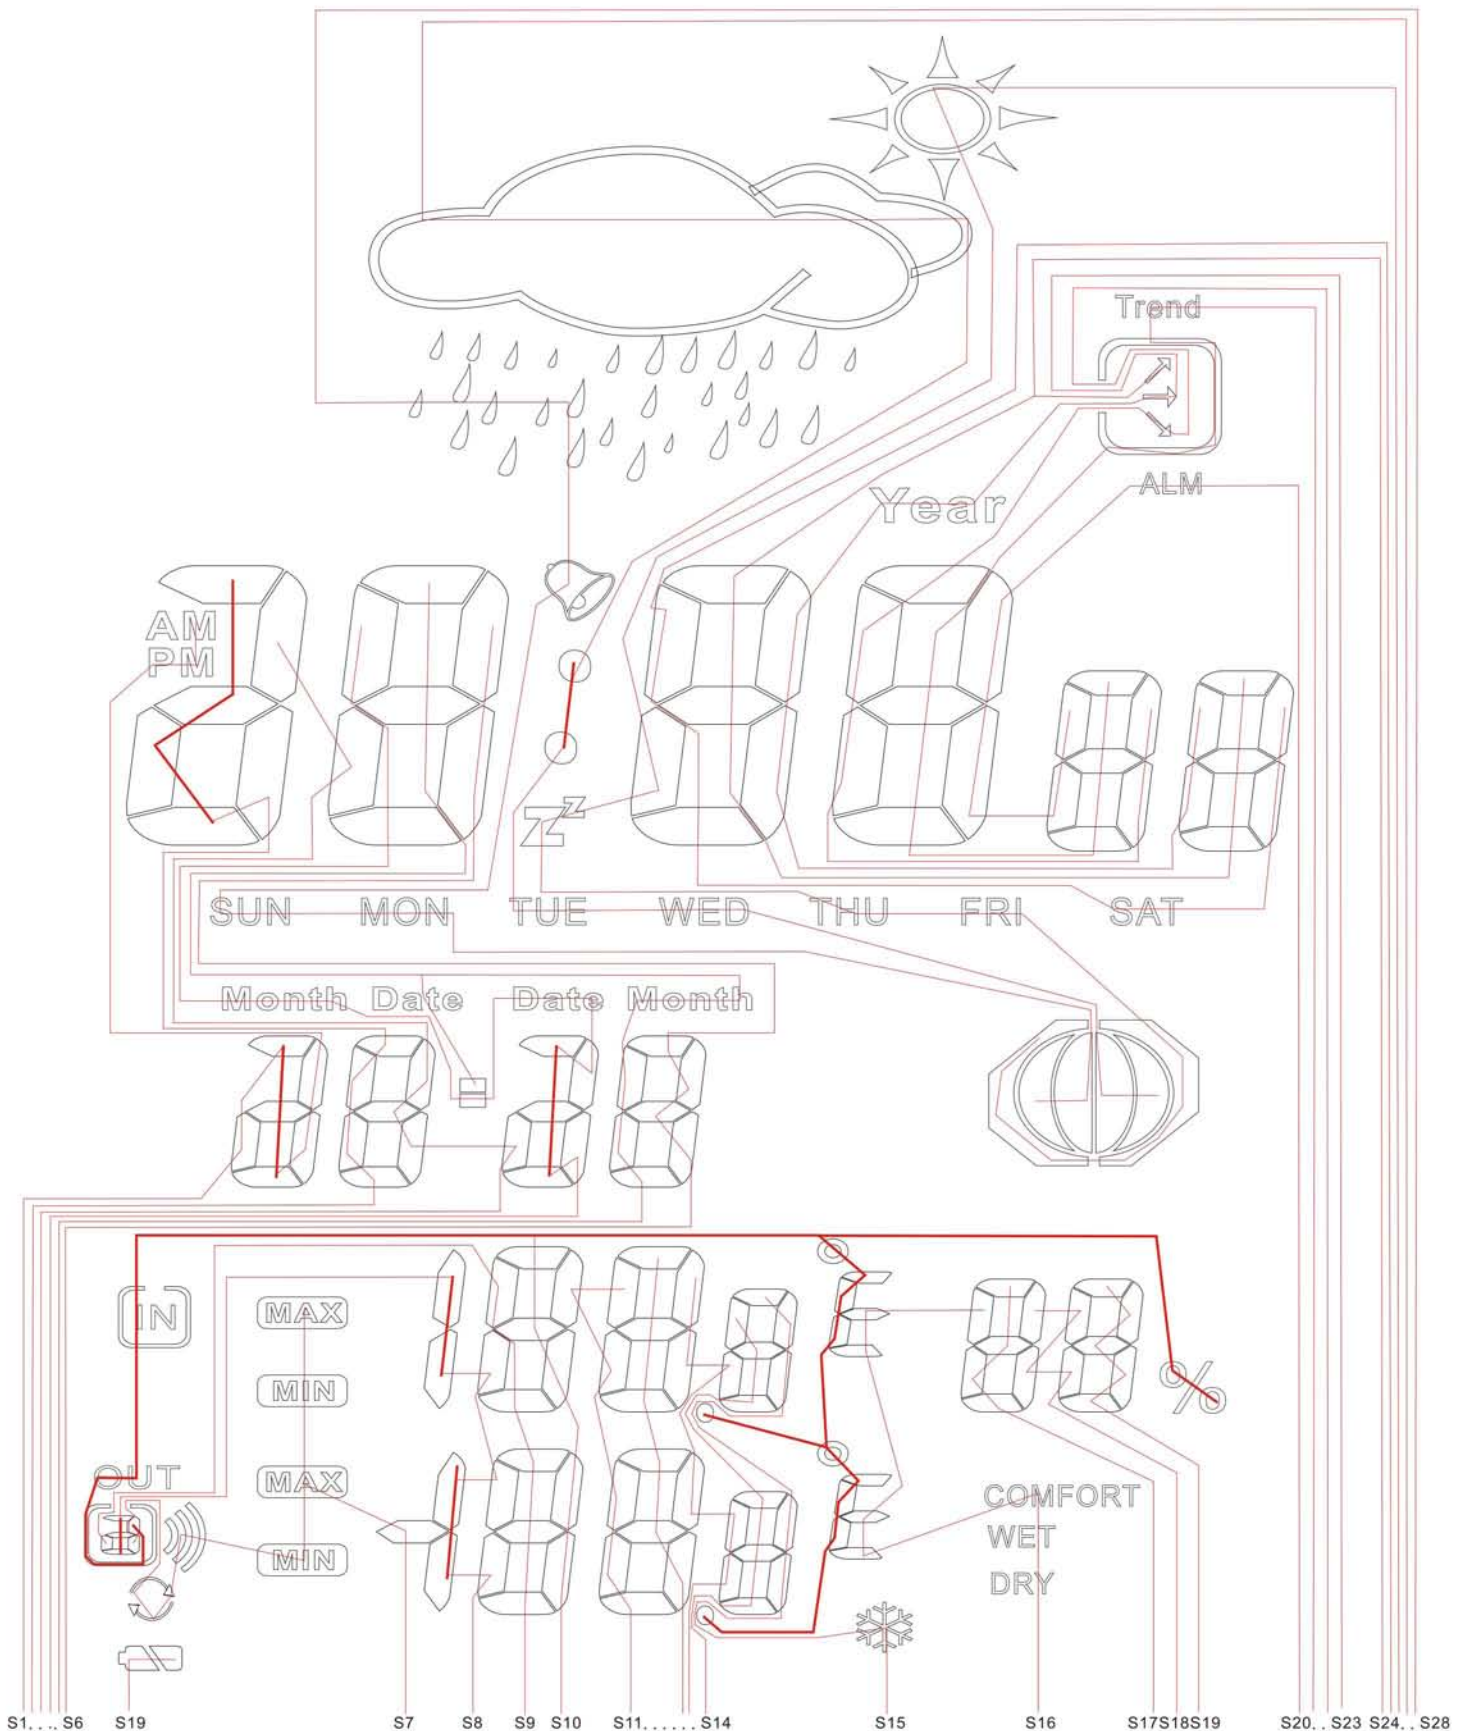 Trend
ALM
Year
AM
PM
zz
SUN MON TUE WED THU FRI SAT
Month Date Date Month
IN
MAX
MIN
%
OUT
MAX
MIN
COMFORT
WET
DRY
S1.....S6 S19 S7 S8 S9 S10 S11......S14 S15 S16 S17S18S19 S20..S23 S24..S28